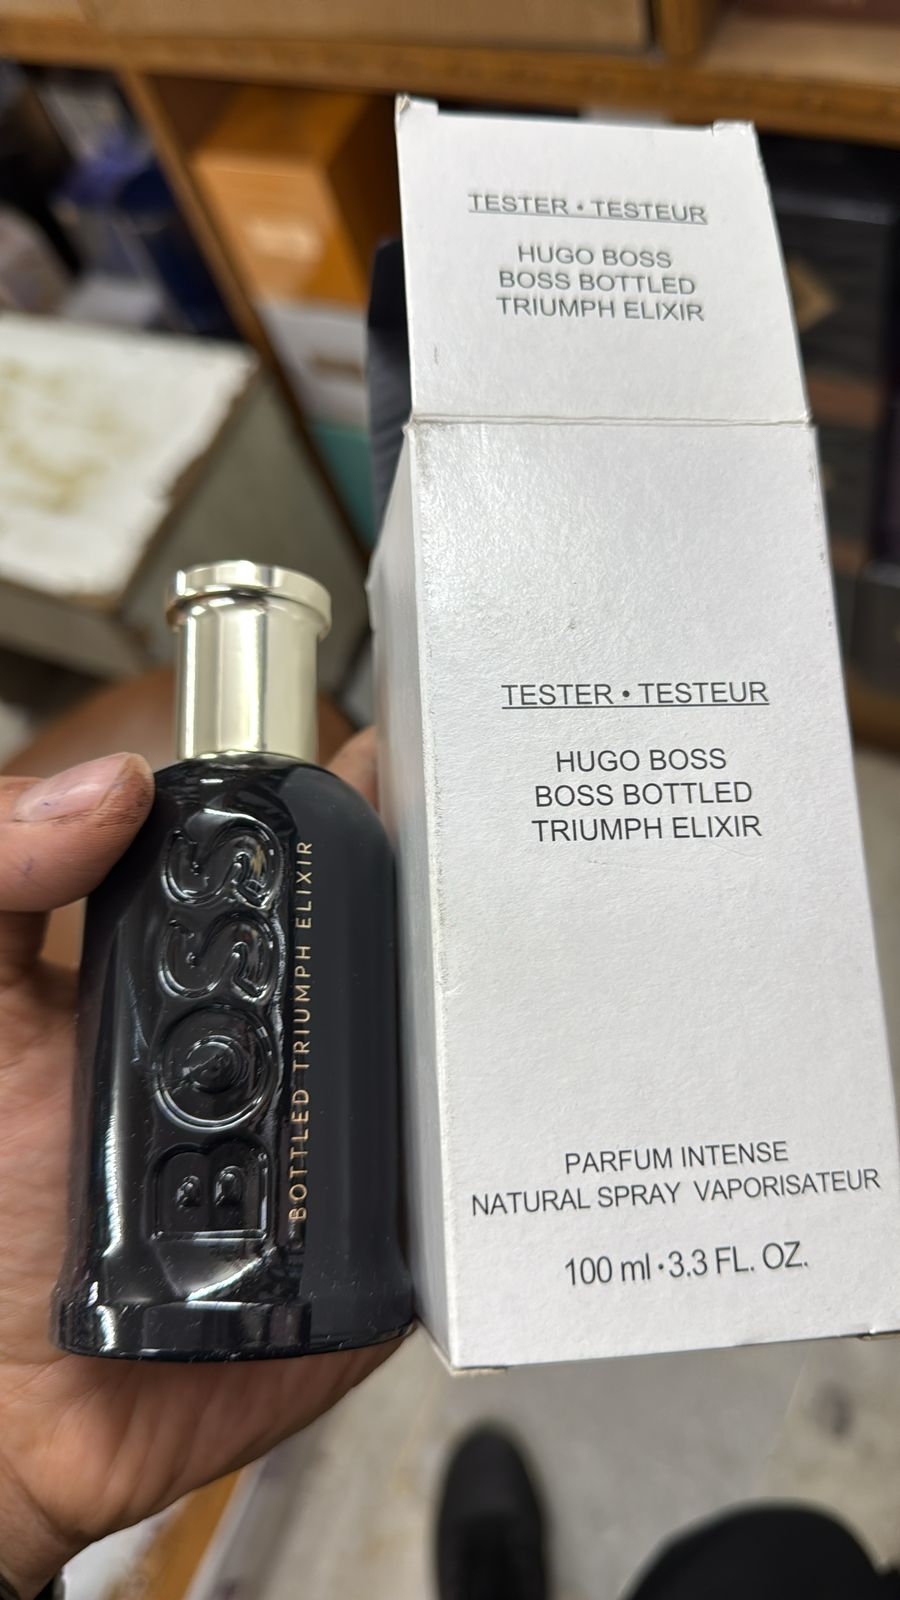 TESTER • TESTEUR
HUGO BOSS
BOSS BOTTLED
TRIUMPH ELIXIR
TESTER • TESTEUR
HUGO BOSS
BOSS BOTTLED
TRIUMPH ELIXIR
PARFUM INTENSE
NATURAL SPRAY VAPORISATEUR
100 ml • 3.3 FL. OZ.
BOSS
BOTTLED TRIUMPH ELIXIR